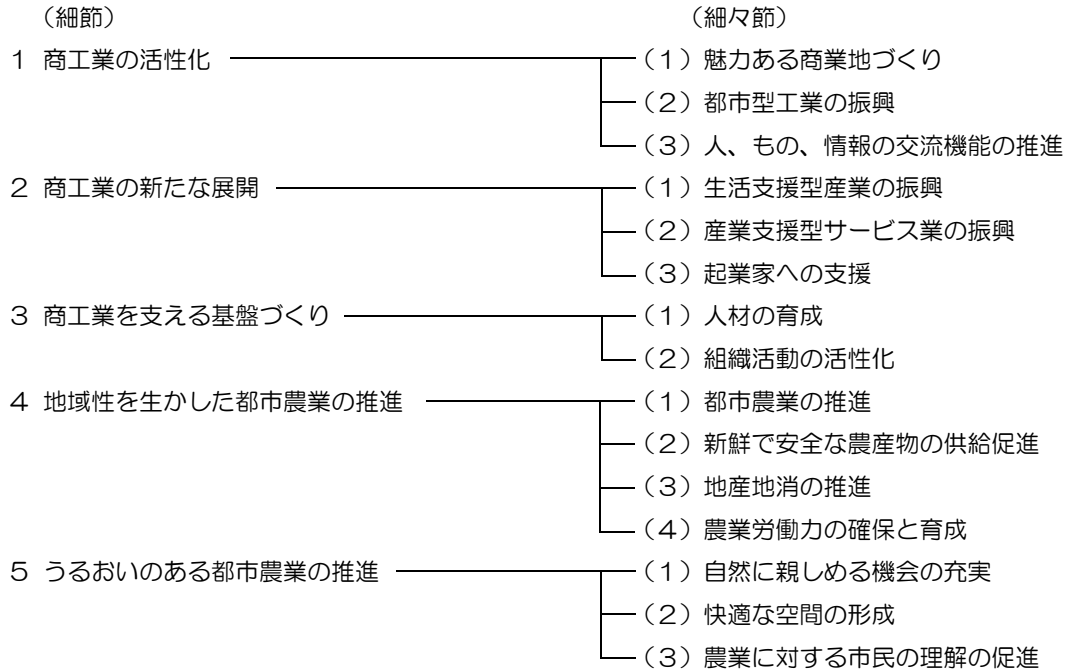 （細節） （細々節）
１ 商工業の活性化 （１）魅力ある商業地づくり
（２）都市型工業の振興
（３）人、もの、情報の交流機能の推進
２ 商工業の新たな展開 （１）生活支援型産業の振興
（２）産業支援型サービス業の振興
（３）起業家への支援
３ 商工業を支える基盤づくり （１）人材の育成
（２）組織活動の活性化
４ 地域性を生かした都市農業の推進 （１）都市農業の推進
（２）新鮮で安全な農産物の供給促進
（３）地産地消の推進
（４）農業労働力の確保と育成
５ うるおいのある都市農業の推進 （１）自然に親しめる機会の充実
（２）快適な空間の形成
（３）農業に対する市民の理解の促進